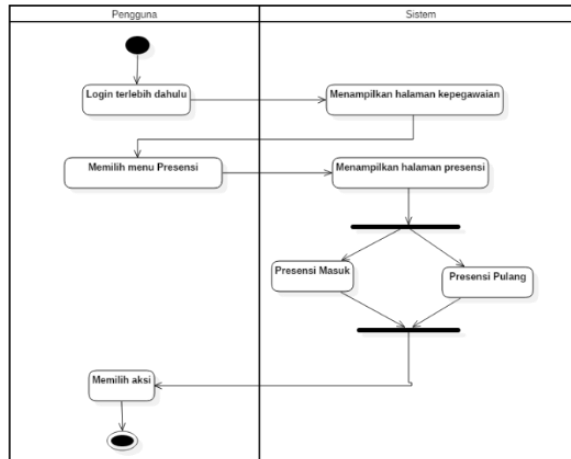 Pengguna
Sistem
Login terlebih dahulu
Menampilkan halaman kepegawaian
Memilih menu Presensi
Menampilkan halaman presensi
Presensi Masuk
Presensi Pulang
Memilih aksi